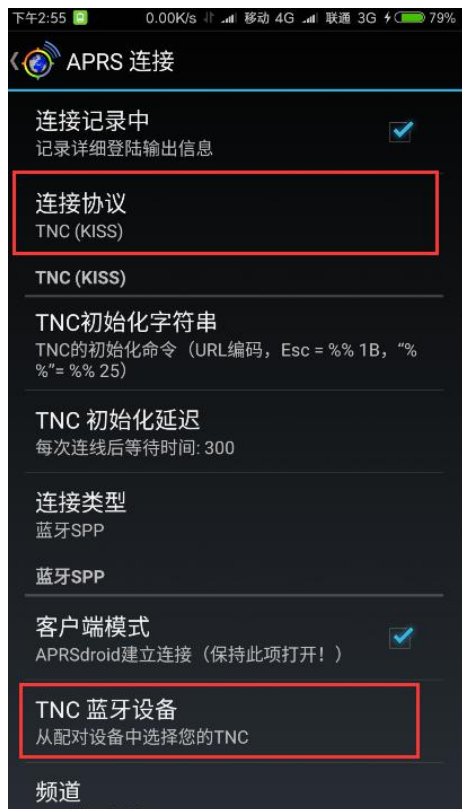 下午2:55 0.00K/s 移动 4G 联通 3G 79%
APRS 连接
连接记录中
记录详细登陆输出信息
连接协议
TNC (KISS)
TNC (KISS)
TNC初始化字符串
TNC的初始化命令（URL编码，Esc = %% 1B，“%
%”= %% 25）
TNC 初始化延迟
每次连线后等待时间: 300
连接类型
蓝牙SPP
蓝牙SPP
客户端模式
APRSdroid建立连接（保持此项打开！）
TNC 蓝牙设备
从配对设备中选择您的TNC
频道